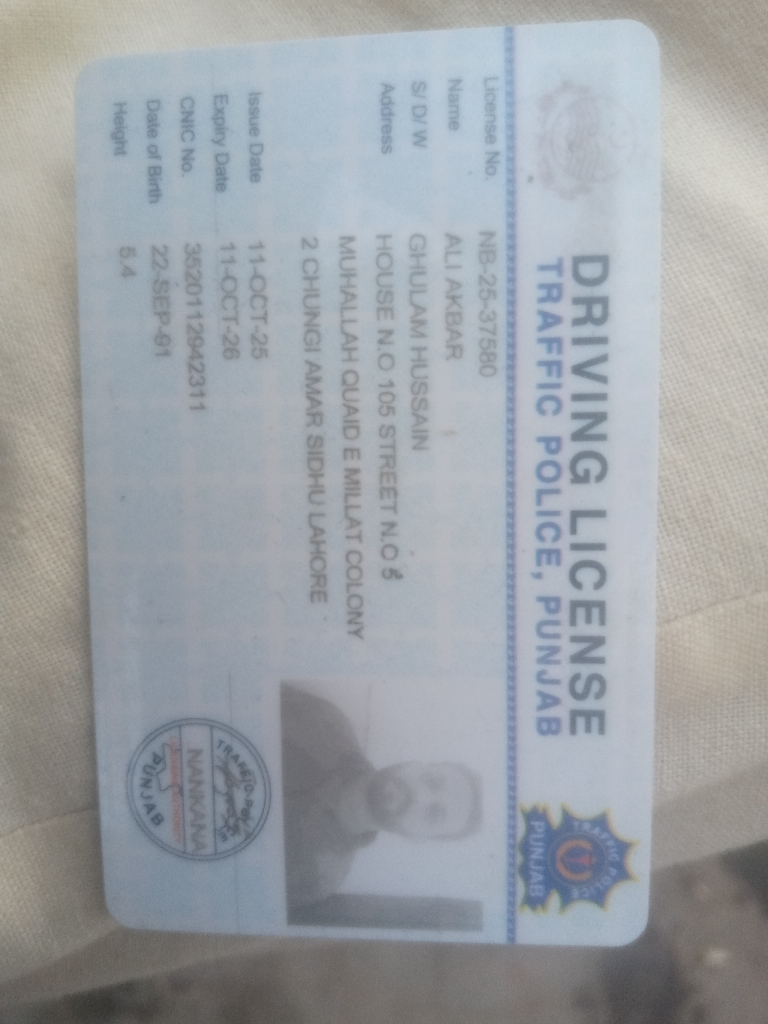 DRIVING LICENSE
TRAFFIC POLICE, PUNJAB
TRAFFIC POLICE
PUNJAB
License No. NB-25-37580
Name ALI AKBAR
S/ D/ W GHULAM HUSSAIN
Address HOUSE N.O 105 STREET N.O 5
MUHALLAH QUAID E MILLAT COLONY
2 CHUNGI AMAR SIDHU LAHORE
Issue Date 11-OCT-25
Expiry Date 11-OCT-26
CNIC No. 3520112942311
Date of Birth 22-SEP-91
Height 5.4
NANKANA
PUNJAB